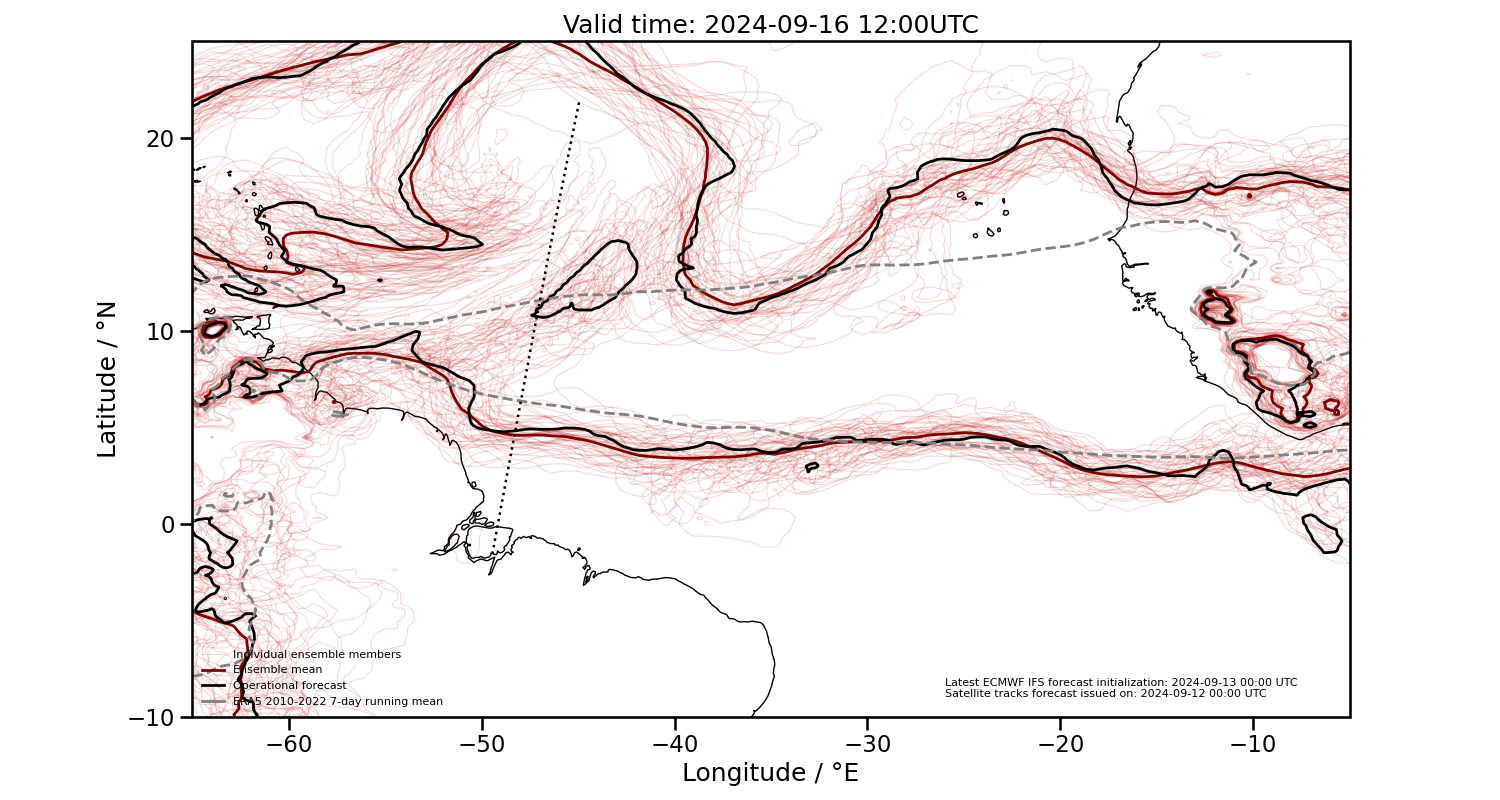 Valid time: 2024-09-16 12:00UTC
20
10
0
−10
Latitude / °N
Individual ensemble members
Ensemble mean
Operational forecast
ERA5 2010-2022 7-day running mean
Latest ECMWF IFS forecast initialization: 2024-09-13 00:00 UTC
Satellite tracks forecast issued on: 2024-09-12 00:00 UTC
−60 −50 −40 −30 −20 −10
Longitude / °E